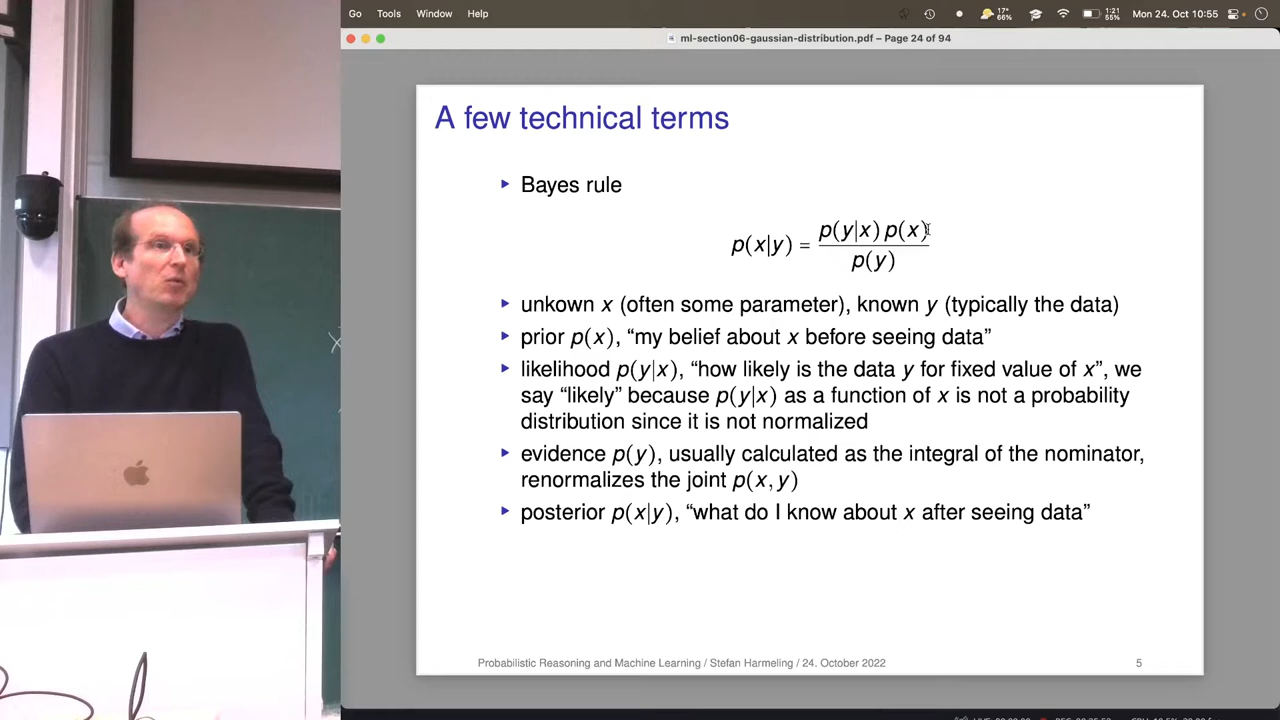 Go Tools Window Help 17° 66% 1:21 55% Mon 24. Oct 10:55
ml-section06-gaussian-distribution.pdf – Page 24 of 94
A few technical terms
Bayes rule
p(x|y) = p(y|x) p(x) / p(y)
unkown x (often some parameter), known y (typically the data)
prior p(x), “my belief about x before seeing data”
likelihood p(y|x), “how likely is the data y for fixed value of x”, we
say “likely” because p(y|x) as a function of x is not a probability
distribution since it is not normalized
evidence p(y), usually calculated as the integral of the nominator,
renormalizes the joint p(x, y)
posterior p(x|y), “what do I know about x after seeing data”
Probabilistic Reasoning and Machine Learning / Stefan Harmeling / 24. October 2022 5